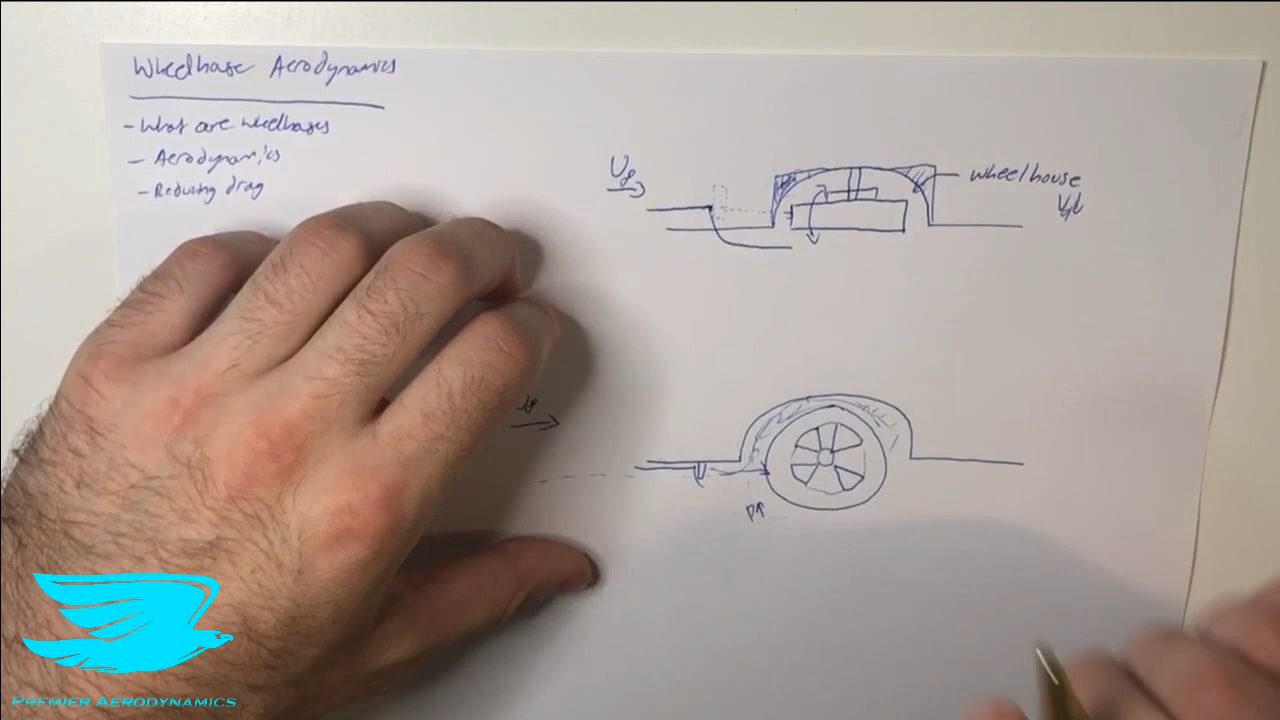 Wheelhouse Aerodynamics
- What are wheelhouses
- Aerodynamics
- Reducing drag
U∞
wheelhouse
P↑
PREMIER AERODYNAMICS